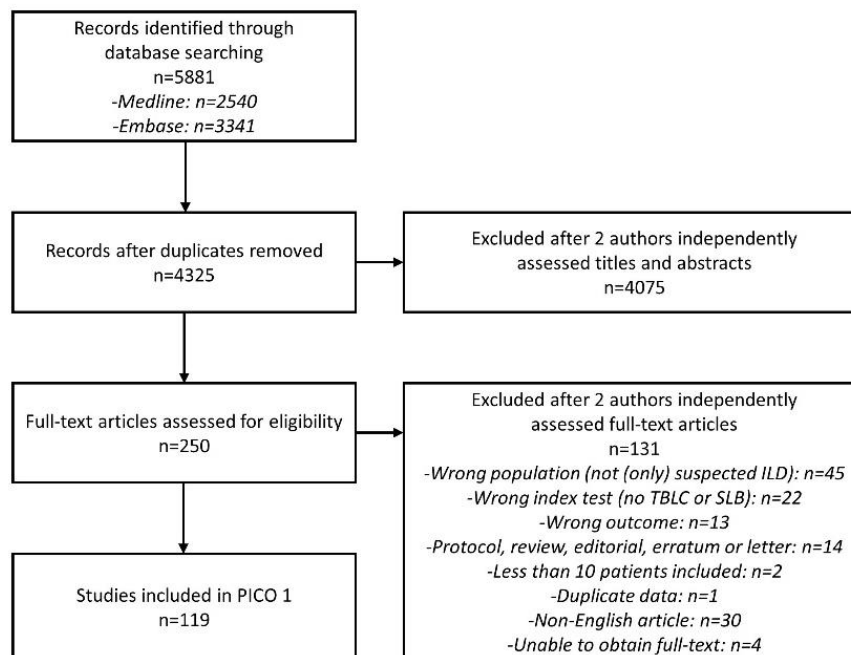 Records identified through
database searching
n=5881
-Medline: n=2540
-Embase: n=3341
Records after duplicates removed
n=4325
Excluded after 2 authors independently
assessed titles and abstracts
n=4075
Full-text articles assessed for eligibility
n=250
Excluded after 2 authors independently
assessed full-text articles
n=131
-Wrong population (not (only) suspected ILD): n=45
-Wrong index test (no TBLC or SLB): n=22
-Wrong outcome: n=13
-Protocol, review, editorial, erratum or letter: n=14
-Less than 10 patients included: n=2
-Duplicate data: n=1
-Non-English article: n=30
-Unable to obtain full-text: n=4
Studies included in PICO 1
n=119